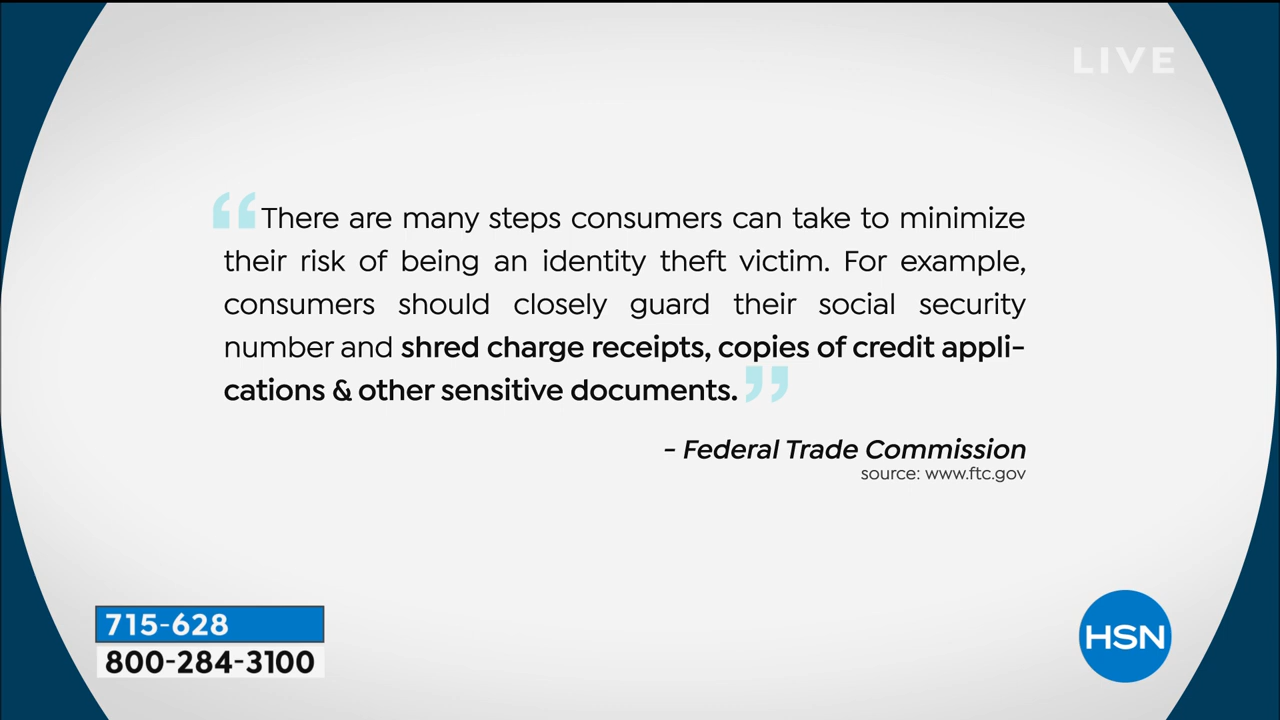 LIVE
“There are many steps consumers can take to minimize
their risk of being an identity theft victim. For example,
consumers should closely guard their social security
number and shred charge receipts, copies of credit appli-
cations & other sensitive documents.”
- Federal Trade Commission
source: www.ftc.gov
715-628
800-284-3100
HSN